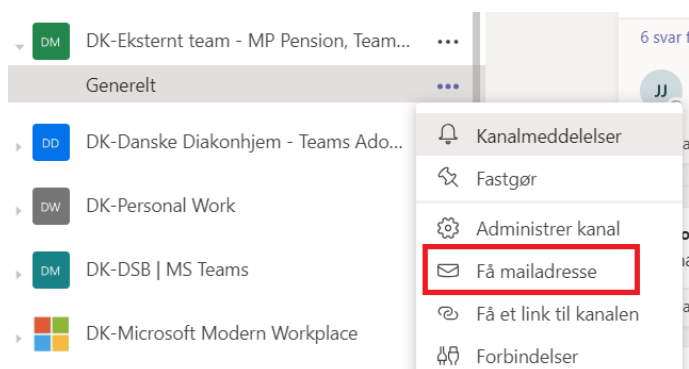 DM DK-Eksternt team - MP Pension, Team... ...
6 svar f
Generelt ...
JJ
Kanalmeddelelser
DD DK-Danske Diakonhjem - Teams Ado...
Fastgør
DW DK-Personal Work
Administrer kanal
Få mailadresse
DM DK-DSB | MS Teams
Få et link til kanalen
DK-Microsoft Modern Workplace
Forbindelser